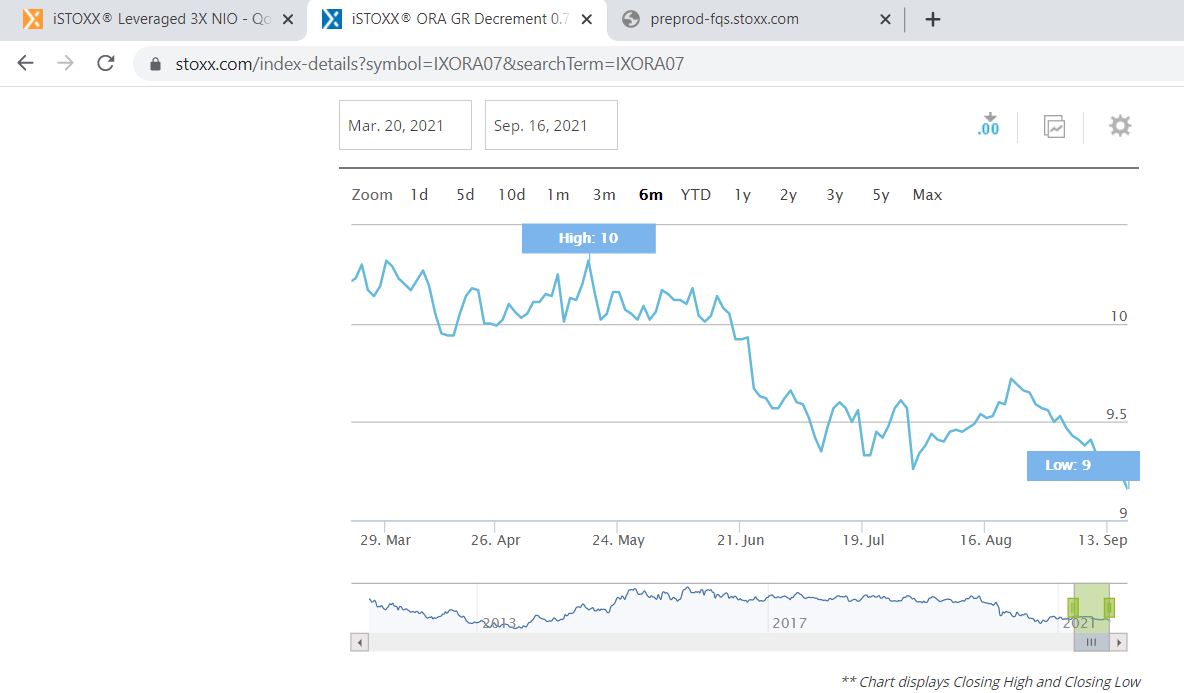 iSTOXX® Leveraged 3X NIO - Qo
iSTOXX® ORA GR Decrement 0.7
preprod-fqs.stoxx.com
stoxx.com/index-details?symbol=IXORA07&searchTerm=IXORA07
Mar. 20, 2021 Sep. 16, 2021 .00
Zoom 1d 5d 10d 1m 3m 6m YTD 1y 2y 3y 5y Max
High: 10
10
9.5
Low: 9
9
29. Mar 26. Apr 24. May 21. Jun 19. Jul 16. Aug 13. Sep
2013 2017 2021
** Chart displays Closing High and Closing Low